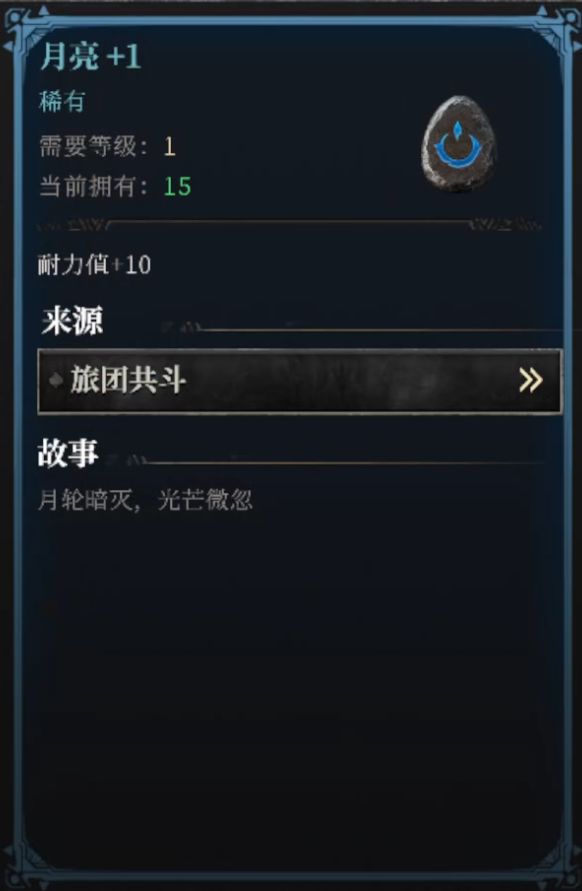 月亮 +1
稀有
需要等级：1
当前拥有：15
耐力值+10
来源
旅团共斗
故事
月轮暗灭，光芒微忽